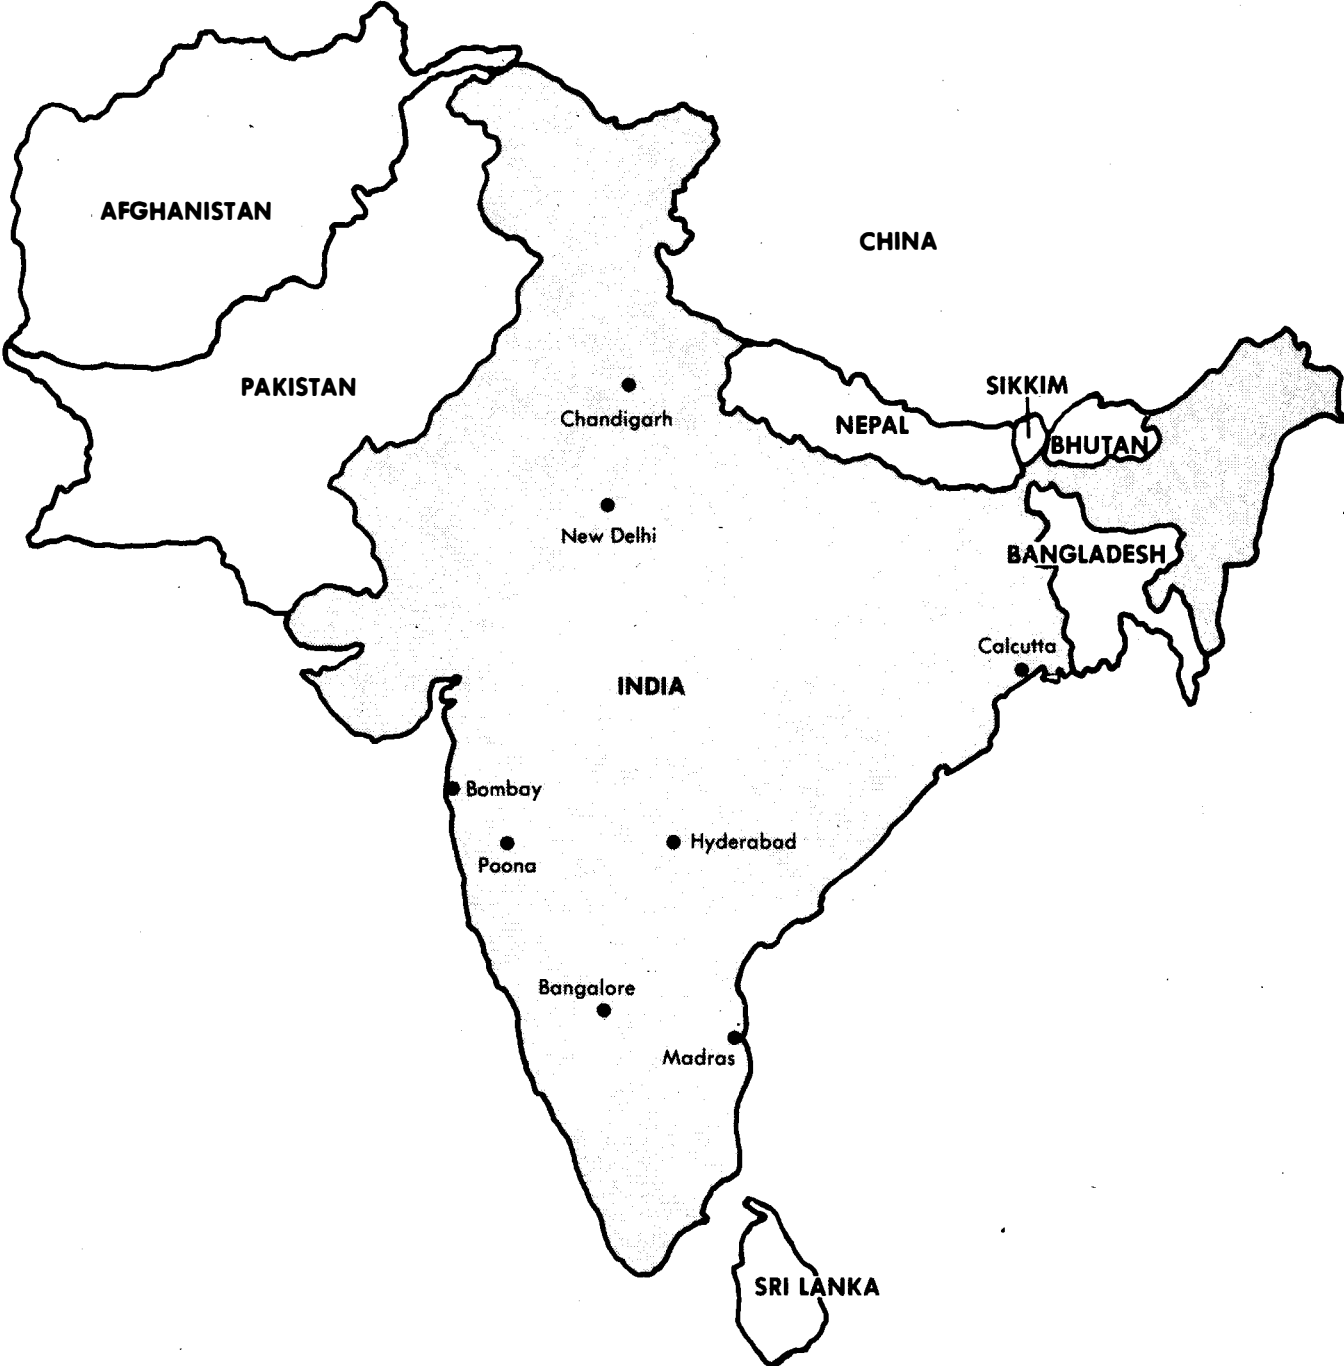 AFGHANISTAN
CHINA
PAKISTAN
SIKKIM
Chandigarh
NEPAL
BHUTAN
New Delhi
BANGLADESH
Calcutta
INDIA
Bombay
Hyderabad
Poona
Bangalore
Madras
SRI LANKA